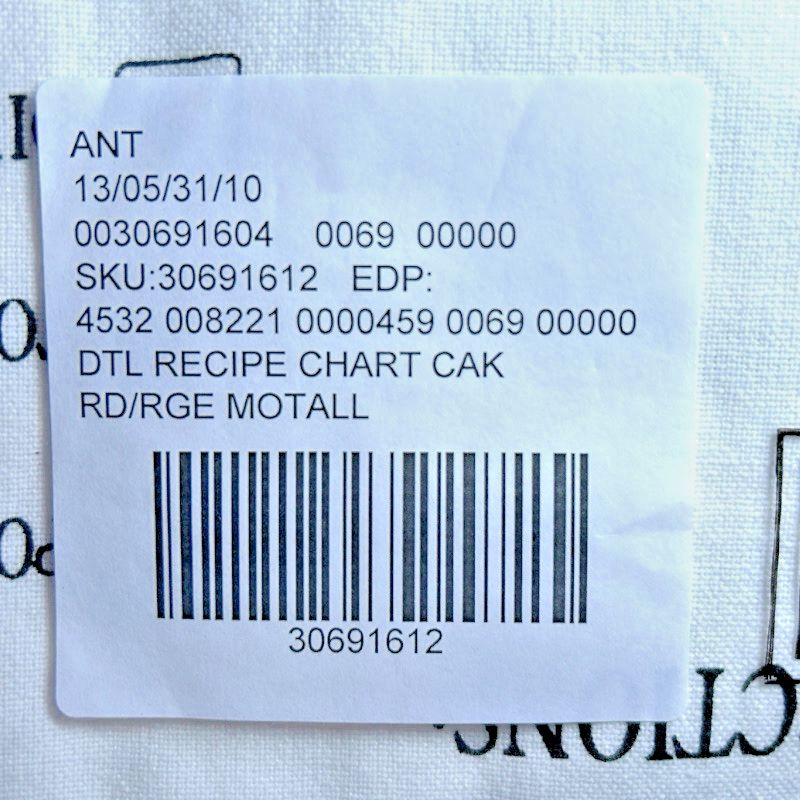 ANT
13/05/31/10
0030691604 0069 00000
SKU:30691612 EDP:
4532 008221 0000459 0069 00000
DTL RECIPE CHART CAK
RD/RGE MOTALL
30691612